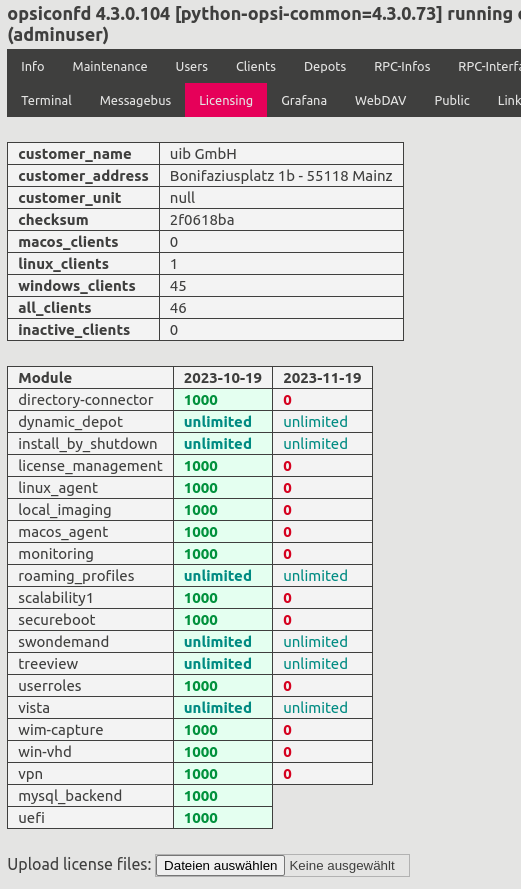 opsiconfd 4.3.0.104 [python-opsi-common=4.3.0.73] running
(adminuser)
Info Maintenance Users Clients Depots RPC-Infos RPC-Interfa
Terminal Messagebus Licensing Grafana WebDAV Public Link
customer_name uib GmbH
customer_address Bonifaziusplatz 1b - 55118 Mainz
customer_unit null
checksum 2f0618ba
macos_clients 0
linux_clients 1
windows_clients 45
all_clients 46
inactive_clients 0
Module 2023-10-19 2023-11-19
directory-connector 1000 0
dynamic_depot unlimited unlimited
install_by_shutdown unlimited unlimited
license_management 1000 0
linux_agent 1000 0
local_imaging 1000 0
macos_agent 1000 0
monitoring 1000 0
roaming_profiles unlimited unlimited
scalability1 1000 0
secureboot 1000 0
swondemand unlimited unlimited
treeview unlimited unlimited
userroles 1000 0
vista unlimited unlimited
wim-capture 1000 0
win-vhd 1000 0
vpn 1000 0
mysql_backend 1000
uefi 1000
Upload license files: Dateien auswählen Keine ausgewählt